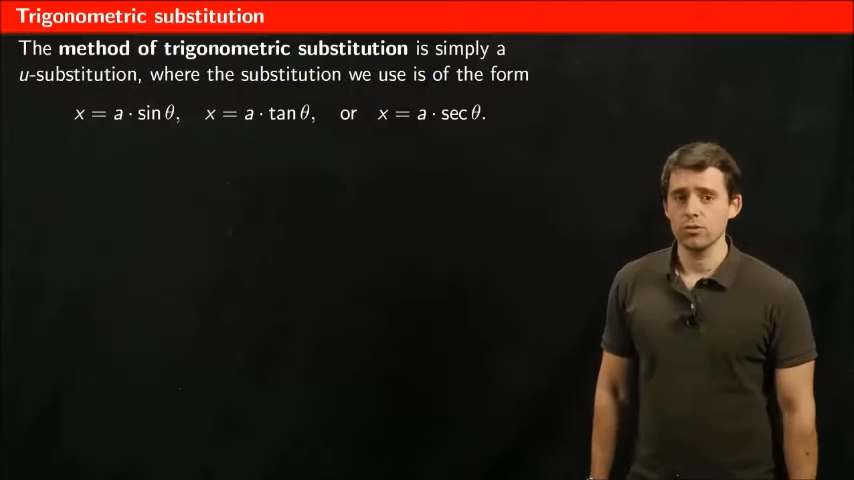 Trigonometric substitution
The method of trigonometric substitution is simply a
u-substitution, where the substitution we use is of the form
x = a · sin θ, x = a · tan θ, or x = a · sec θ.